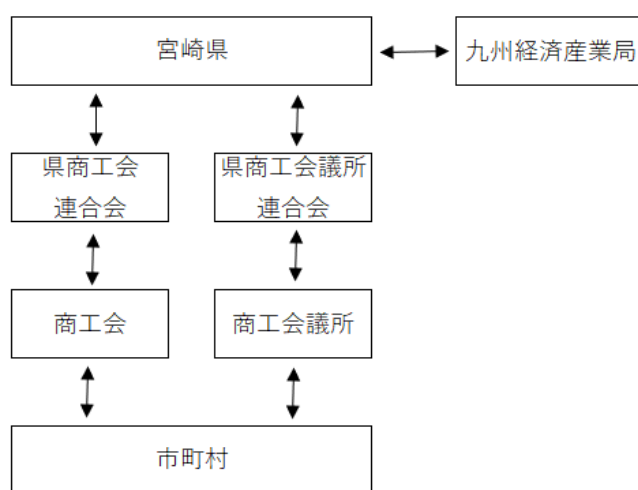 宮崎県
九州経済産業局
県商工会
連合会
県商工会議所
連合会
商工会
商工会議所
市町村